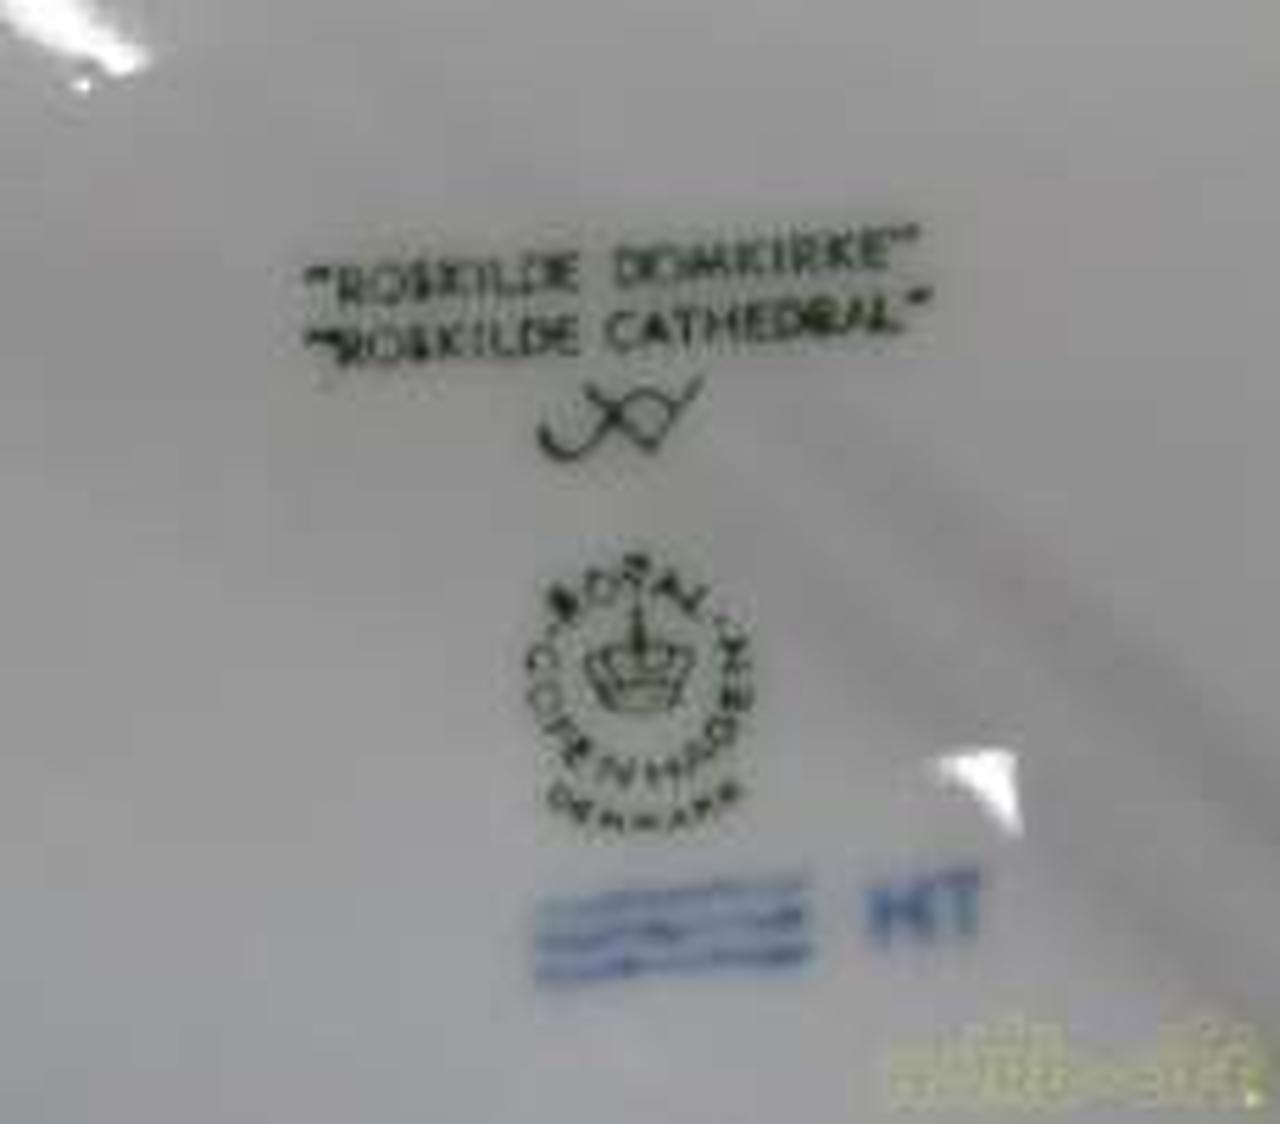 "ROSKILDE DOMKIRKE"
"ROSKILDE CATHEDRAL"
ROYAL
COPENHAGEN
DENMARK